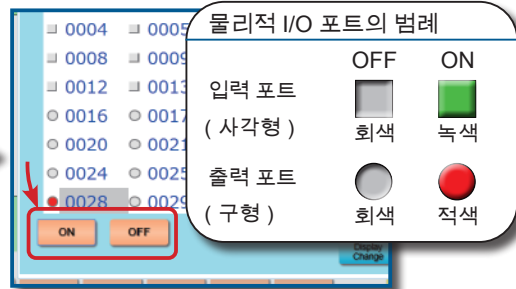 0004 0005
0008 0009
0012 0013
0016 0017
0020 0021
0024 0025
0028 0029
ON OFF
Display
Change
물리적 I/O 포트의 범례
OFF ON
입력 포트
( 사각형 )
회색 녹색
출력 포트
( 구형 )
회색 적색